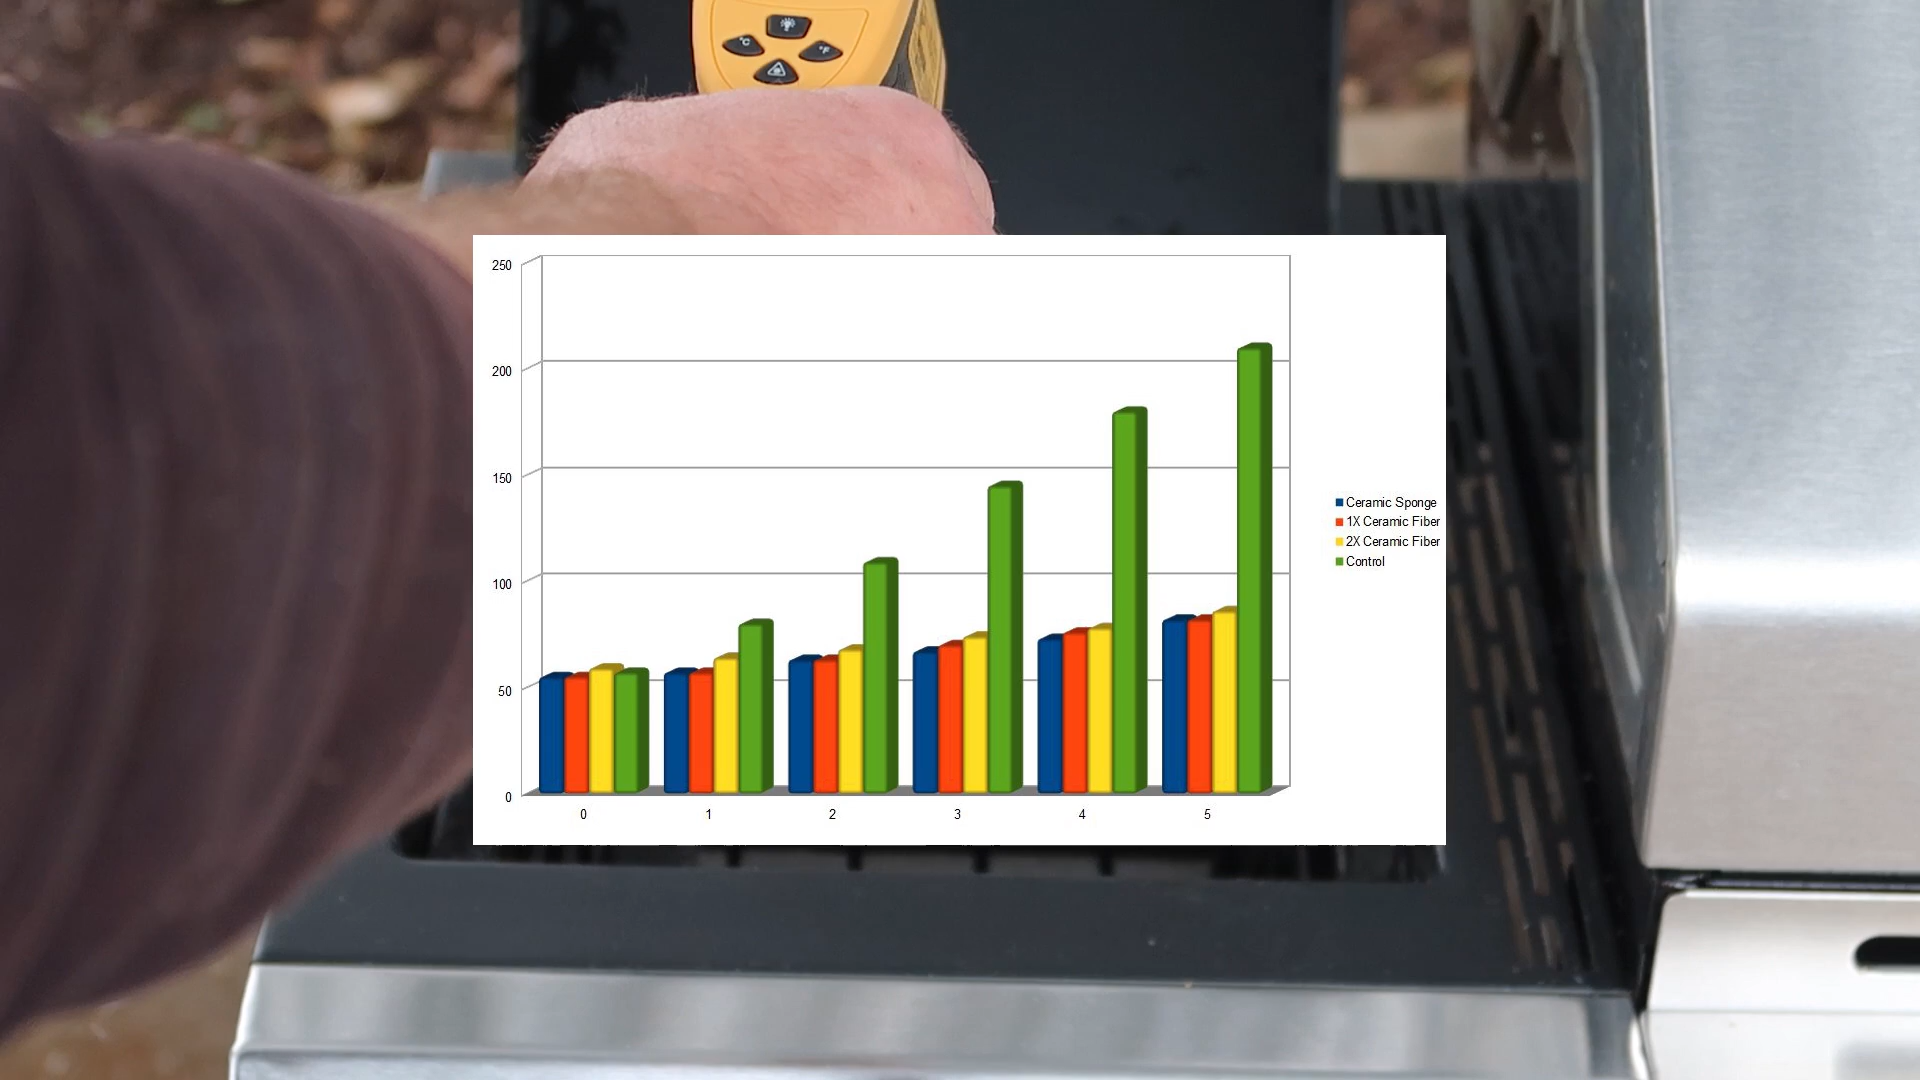 °C
°F
250
200
150
100
50
0
0 1 2 3 4 5
Ceramic Sponge
1X Ceramic Fiber
2X Ceramic Fiber
Control